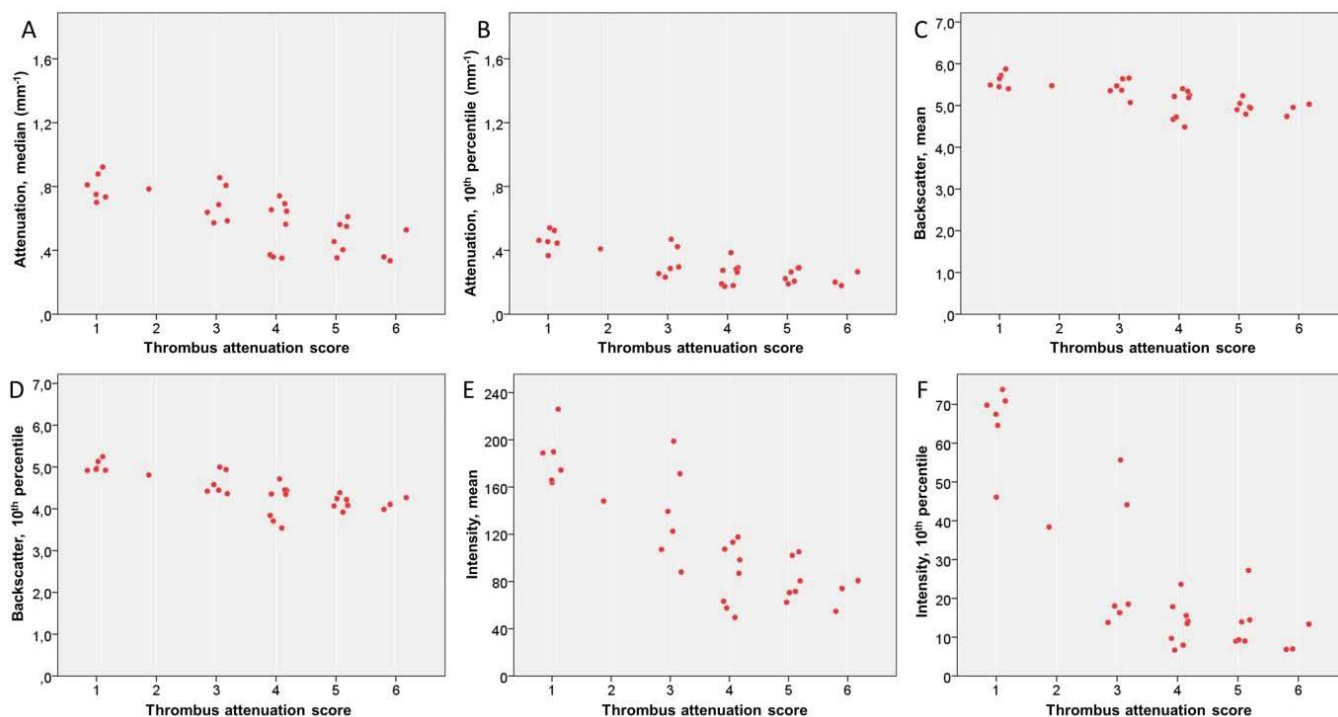 A
Attenuation, median (mm-1)
1,6
1,2
,8
,4
,0
1 2 3 4 5 6
Thrombus attenuation score
B
Attenuation, 10th percentile (mm-1)
1,6
1,2
,8
,4
,0
1 2 3 4 5 6
Thrombus attenuation score
C
Backscatter, mean
7,0
6,0
5,0
4,0
3,0
2,0
1,0
,0
1 2 3 4 5 6
Thrombus attenuation score
D
Backscatter, 10th percentile
7,0
6,0
5,0
4,0
3,0
2,0
1,0
,0
1 2 3 4 5 6
Thrombus attenuation score
E
Intensity, mean
240
200
160
120
80
40
0
1 2 3 4 5 6
Thrombus attenuation score
F
Intensity, 10th percentile
70
60
50
40
30
20
10
0
1 2 3 4 5 6
Thrombus attenuation score